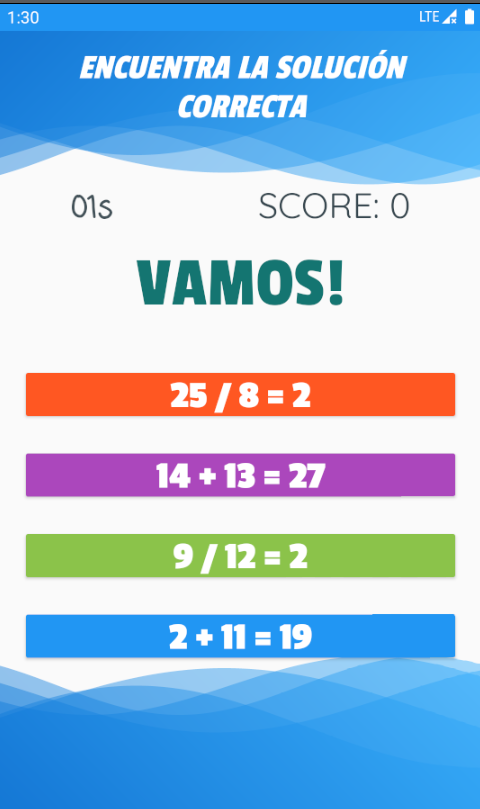 1:30 LTE
ENCUENTRA LA SOLUCIÓN
CORRECTA
01s SCORE: 0
VAMOS!
25 / 8 = 2
14 + 13 = 27
9 / 12 = 2
2 + 11 = 19